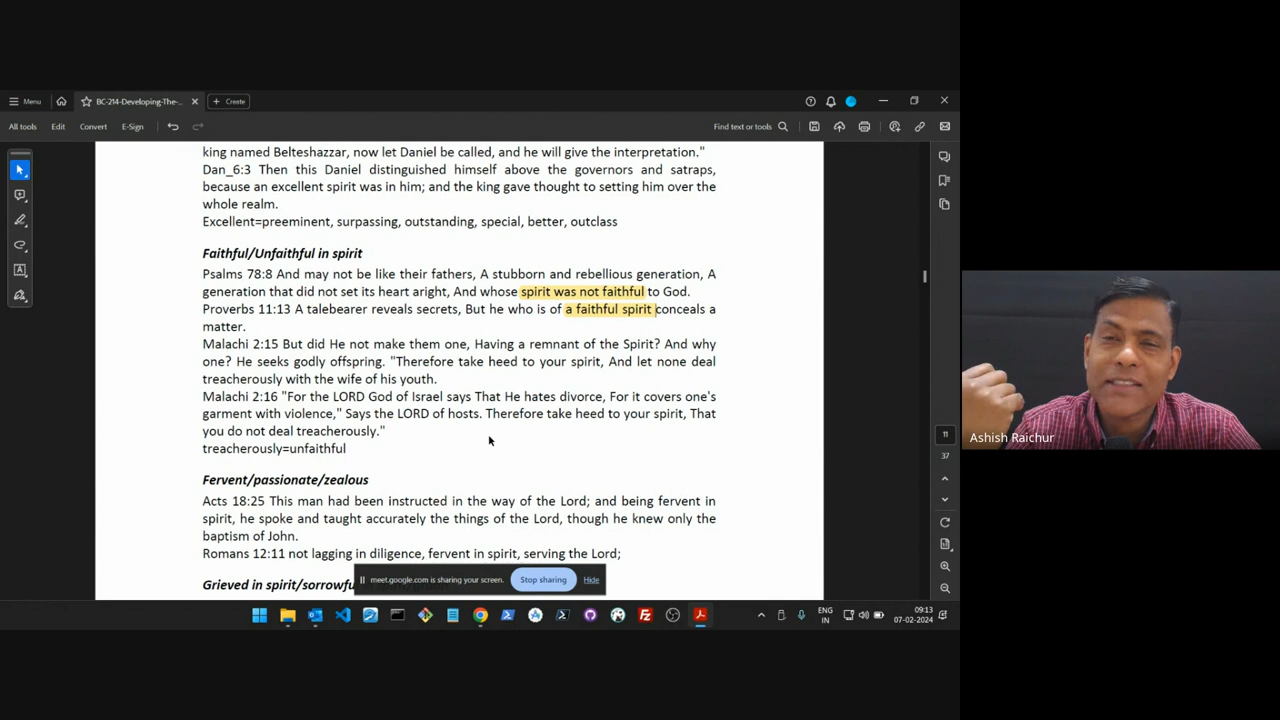 Menu
BC-214-Developing-The-...
Create
All tools
Edit
Convert
E-Sign
Find text or tools
king named Belteshazzar, now let Daniel be called, and he will give the interpretation."
Dan_6:3 Then this Daniel distinguished himself above the governors and satraps,
because an excellent spirit was in him; and the king gave thought to setting him over the
whole realm.
Excellent=preeminent, surpassing, outstanding, special, better, outclass
Faithful/Unfaithful in spirit
Psalms 78:8 And may not be like their fathers, A stubborn and rebellious generation, A
generation that did not set its heart aright, And whose spirit was not faithful to God.
Proverbs 11:13 A talebearer reveals secrets, But he who is of a faithful spirit conceals a
matter.
Malachi 2:15 But did He not make them one, Having a remnant of the Spirit? And why
one? He seeks godly offspring. "Therefore take heed to your spirit, And let none deal
treacherously with the wife of his youth.
Malachi 2:16 "For the LORD God of Israel says That He hates divorce, For it covers one's
garment with violence," Says the LORD of hosts. Therefore take heed to your spirit, That
you do not deal treacherously."
treacherously=unfaithful
Fervent/passionate/zealous
Acts 18:25 This man had been instructed in the way of the Lord; and being fervent in
spirit, he spoke and taught accurately the things of the Lord, though he knew only the
baptism of John.
Romans 12:11 not lagging in diligence, fervent in spirit, serving the Lord;
Grieved in spirit/sorrowfu
meet.google.com is sharing your screen.
Stop sharing
Hide
11
37
Ashish Raichur
ENG
IN
09:13
07-02-2024